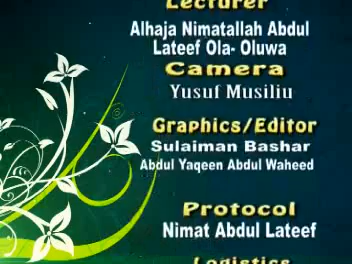 Lecturer
Alhaja Nimatallah Abdul
Lateef Ola- Oluwa
Camera
Yusuf Musiliu
Graphics/Editor
Sulaiman Bashar
Abdul Yaqeen Abdul Waheed
Protocol
Nimat Abdul Lateef
Logistics